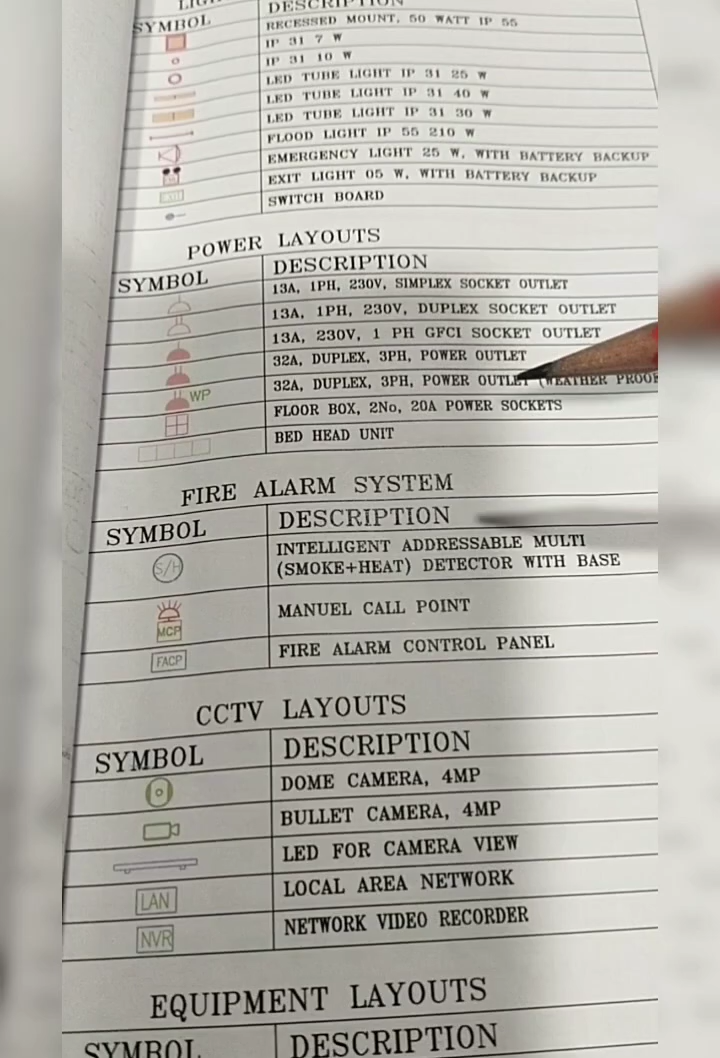 DESCRIPTION
SYMBOL
RECESSED MOUNT, 50 WATT IP 55
IP 31 7 W
IP 31 10 W
LED TUBE LIGHT IP 31 25 W
LED TUBE LIGHT IP 31 40 W
LED TUBE LIGHT IP 31 30 W
FLOOD LIGHT IP 55 210 W
EMERGENCY LIGHT 25 W, WITH BATTERY BACKUP
EXIT LIGHT 05 W, WITH BATTERY BACKUP
SWITCH BOARD
POWER LAYOUTS
SYMBOL DESCRIPTION
13A, 1PH, 230V, SIMPLEX SOCKET OUTLET
13A, 1PH, 230V, DUPLEX SOCKET OUTLET
13A, 230V, 1 PH GFCI SOCKET OUTLET
32A, DUPLEX, 3PH, POWER OUTLET
WP 32A, DUPLEX, 3PH, POWER OUTLET (WEATHER PROOF
FLOOR BOX, 2No, 20A POWER SOCKETS
BED HEAD UNIT
FIRE ALARM SYSTEM
SYMBOL DESCRIPTION
S/H INTELLIGENT ADDRESSABLE MULTI
(SMOKE+HEAT) DETECTOR WITH BASE
MCP MANUEL CALL POINT
FACP FIRE ALARM CONTROL PANEL
CCTV LAYOUTS
SYMBOL DESCRIPTION
DOME CAMERA, 4MP
BULLET CAMERA, 4MP
LED FOR CAMERA VIEW
LAN LOCAL AREA NETWORK
NVR NETWORK VIDEO RECORDER
EQUIPMENT LAYOUTS
SYMBOL DESCRIPTION